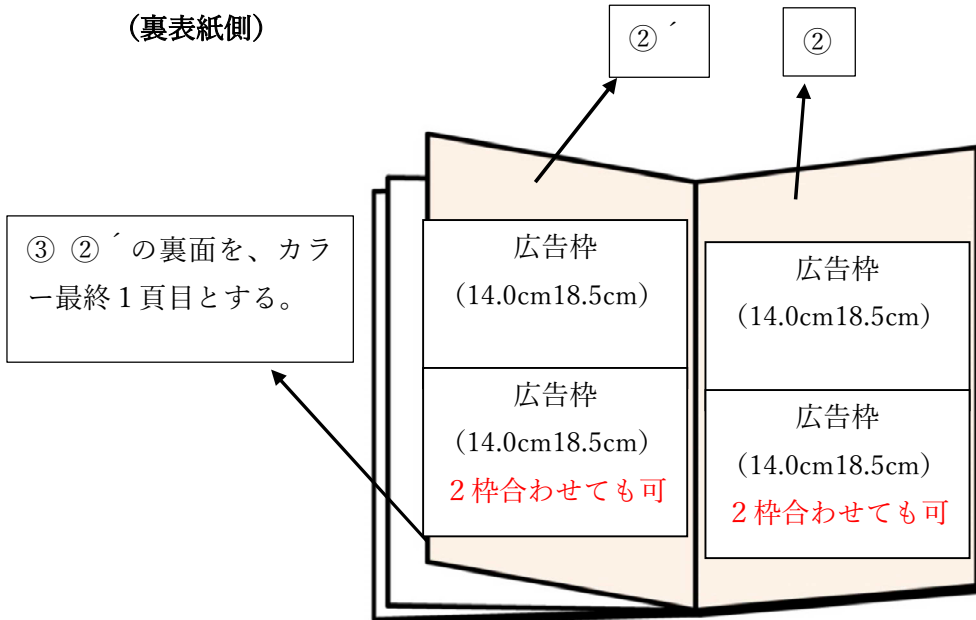 （裏表紙側）
②´
②
③ ②´の裏面を、カラ
ー最終１頁目とする。
広告枠
（14.0cm18.5cm）
広告枠
（14.0cm18.5cm）
２枠合わせても可
広告枠
（14.0cm18.5cm）
広告枠
（14.0cm18.5cm）
２枠合わせても可